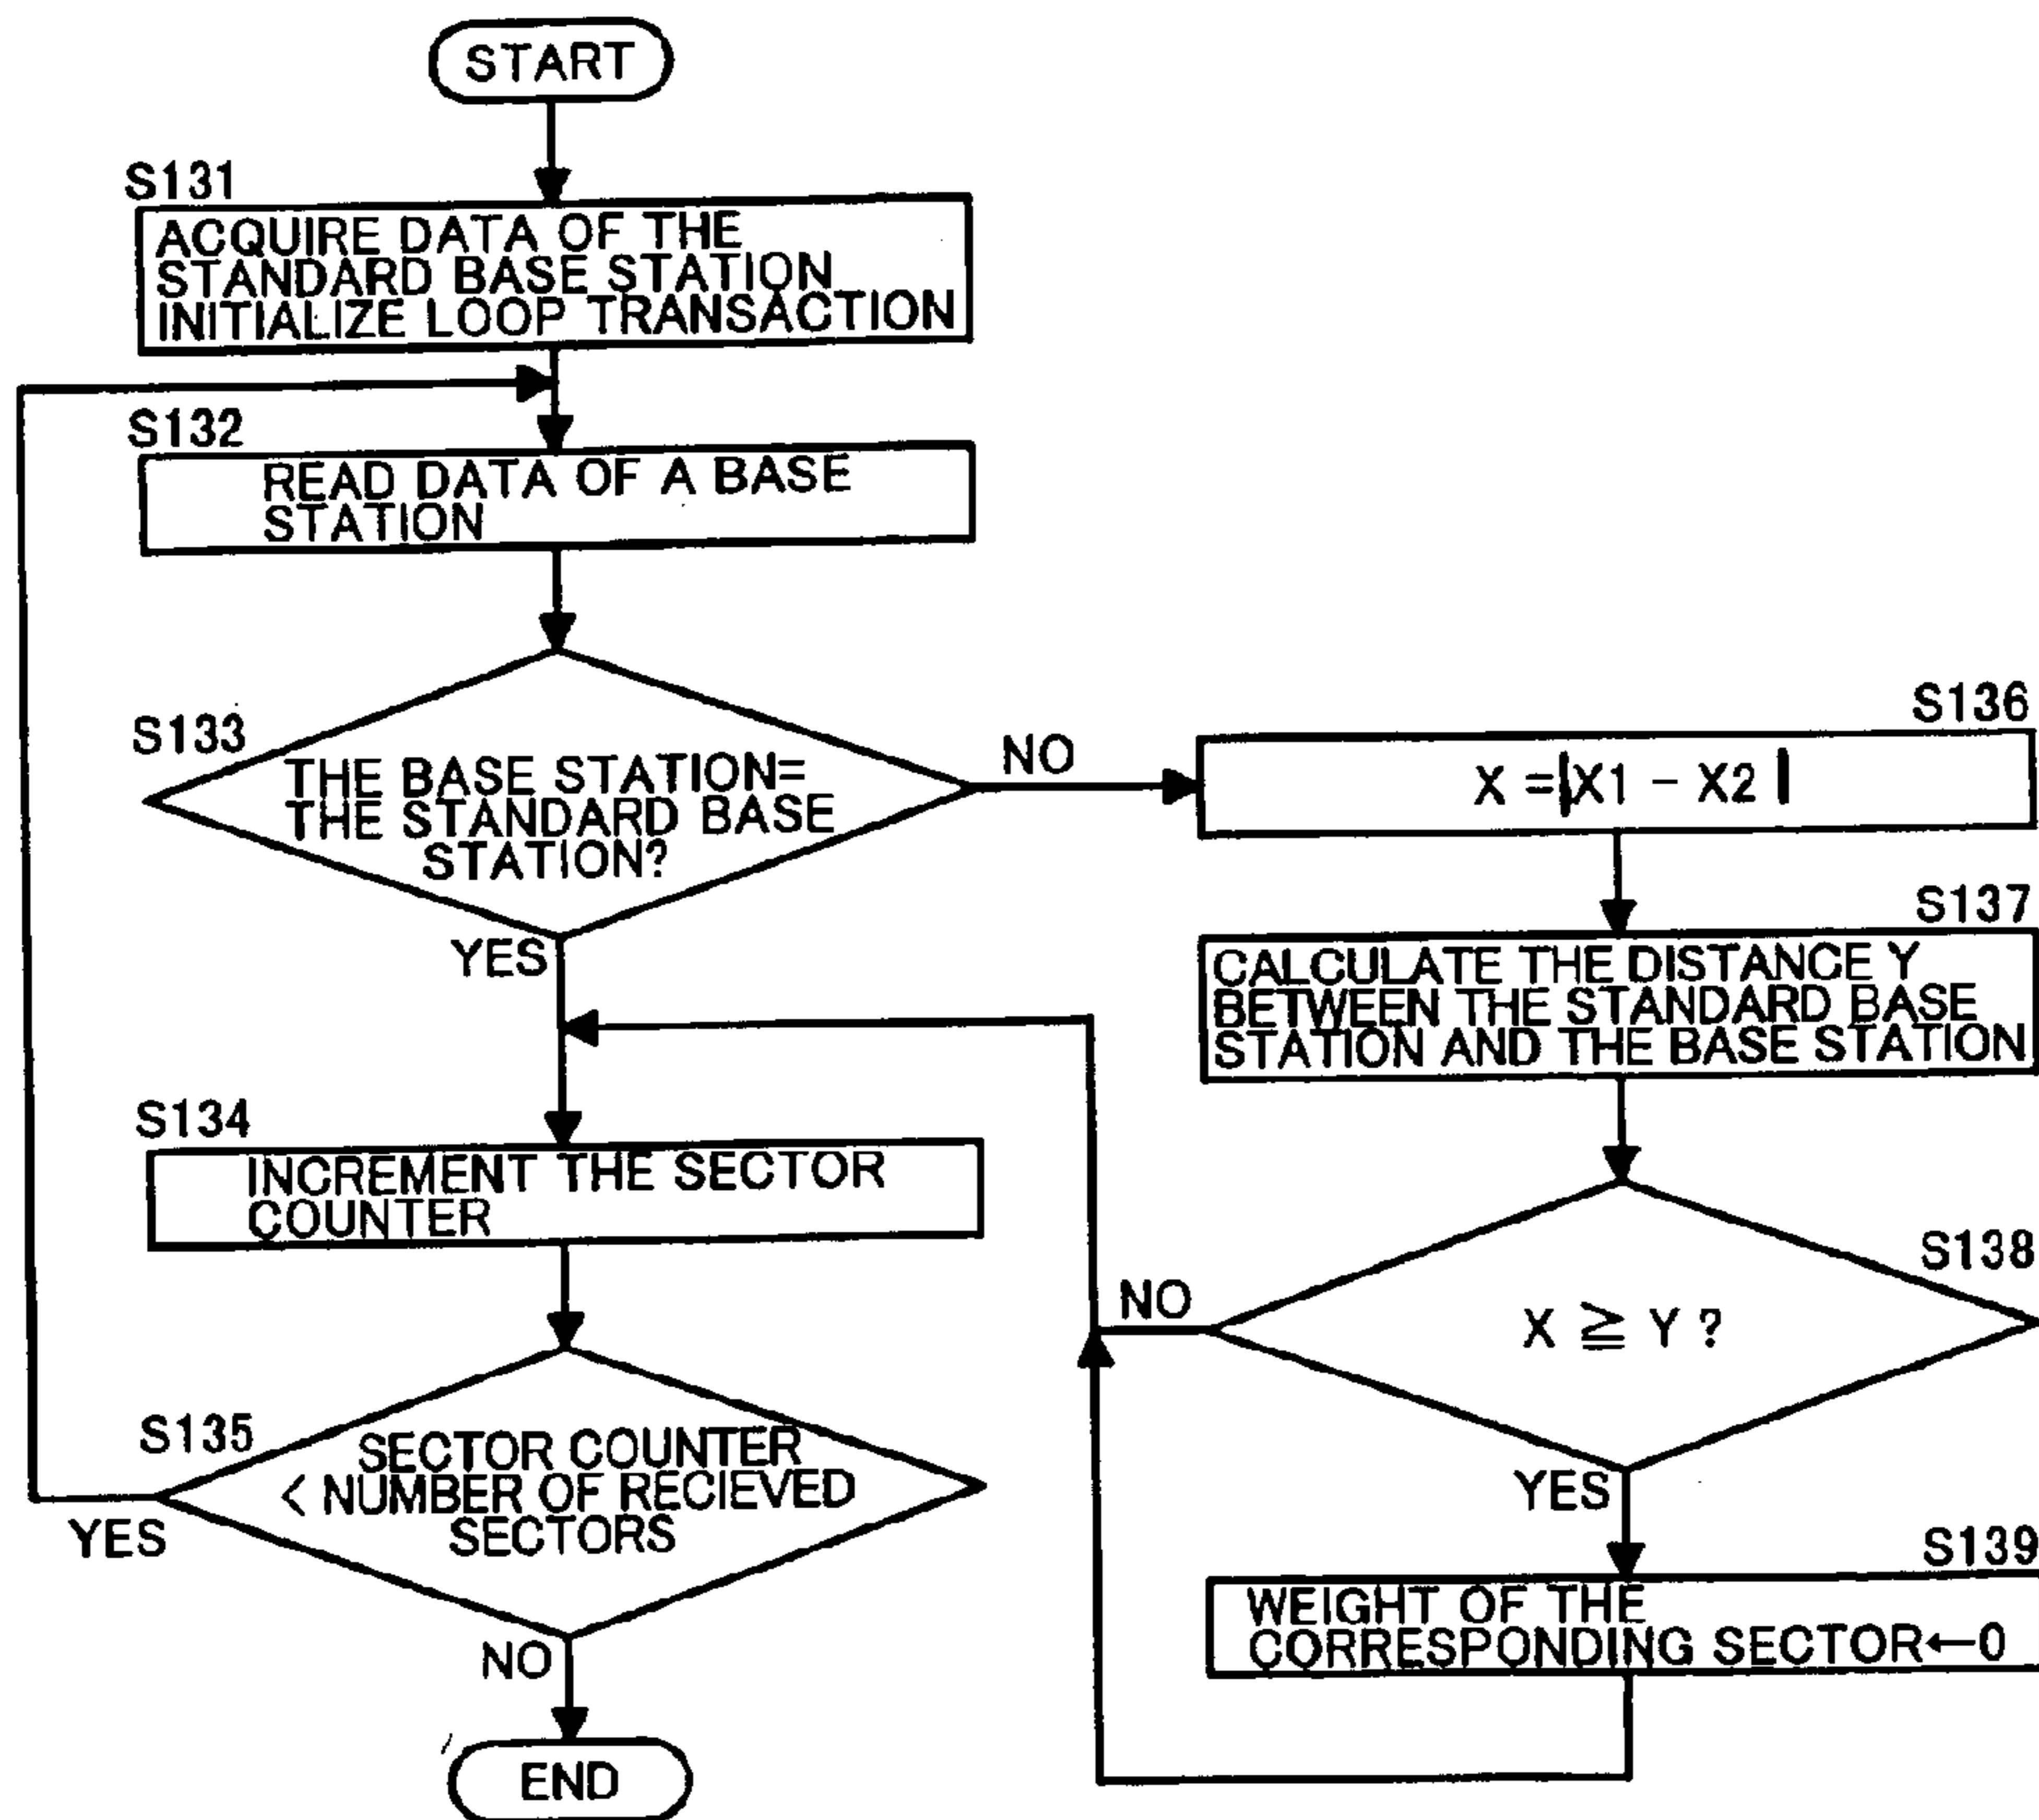 START
S131
ACQUIRE DATA OF THE
STANDARD BASE STATION
INITIALIZE LOOP TRANSACTION
S132
READ DATA OF A BASE
STATION
S133
THE BASE STATION=
THE STANDARD BASE
STATION?
NO
YES
S134
INCREMENT THE SECTOR
COUNTER
S135
SECTOR COUNTER
< NUMBER OF RECIEVED
SECTORS
YES
NO
END
S136
X =|X1 - X2 |
S137
CALCULATE THE DISTANCE Y
BETWEEN THE STANDARD BASE
STATION AND THE BASE STATION
S138
X ≧ Y ?
NO
YES
S139
WEIGHT OF THE
CORRESPONDING SECTOR←0